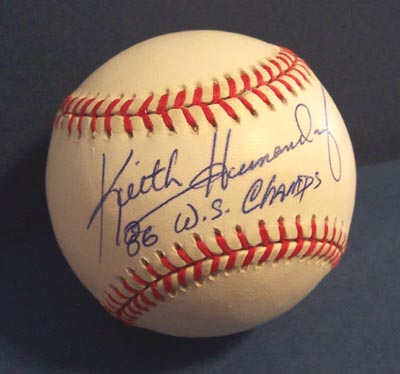 Keith Hernandez
86 W.S. CHAMPS